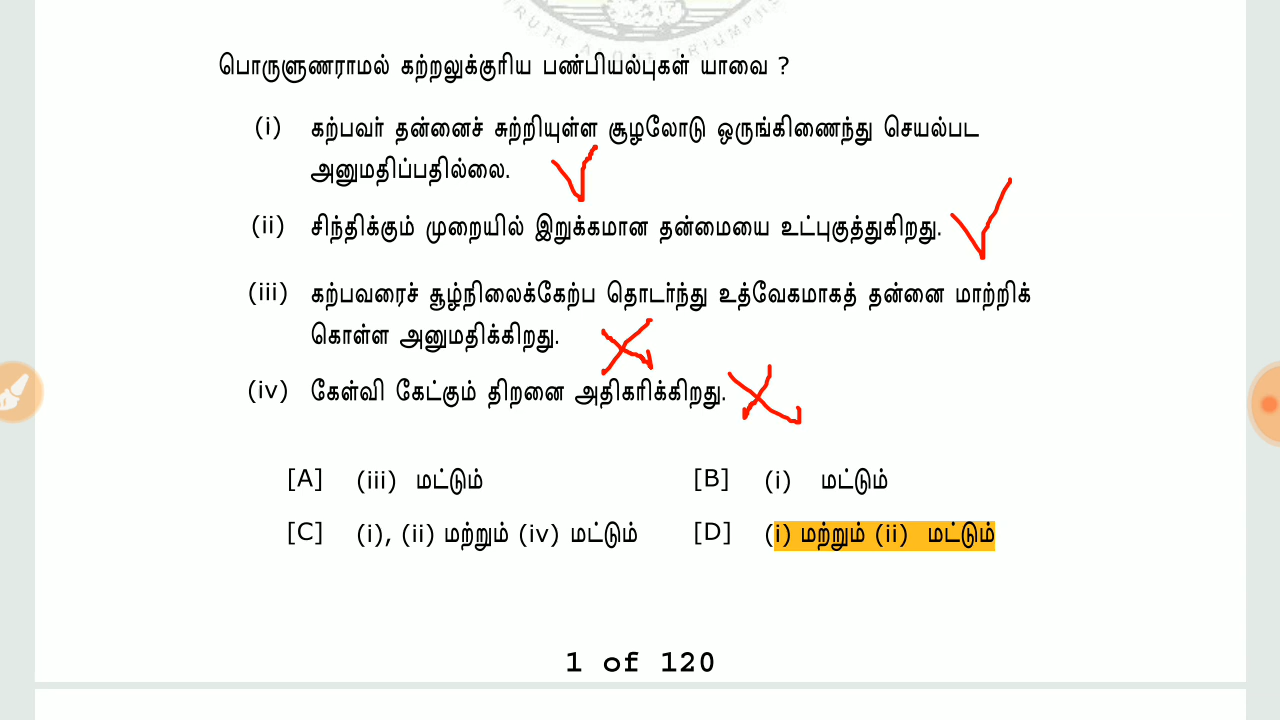 பொருளுணராமல் கற்றலுக்குரிய பண்பியல்புகள் யாவை ?
(i) கற்பவர் தன்னைச் சுற்றியுள்ள சூழலோடு ஒருங்கிணைந்து செயல்பட
அனுமதிப்பதில்லை.
(ii) சிந்திக்கும் முறையில் இறுக்கமான தன்மையை உட்புகுத்துகிறது.
(iii) கற்பவரைச் சூழ்நிலைக்கேற்ப தொடர்ந்து உத்வேகமாகத் தன்னை மாற்றிக்
கொள்ள அனுமதிக்கிறது.
(iv) கேள்வி கேட்கும் திறனை அதிகரிக்கிறது.
[A] (iii) மட்டும் [B] (i) மட்டும்
[C] (i), (ii) மற்றும் (iv) மட்டும் [D] (i) மற்றும் (ii) மட்டும்
1 of 120